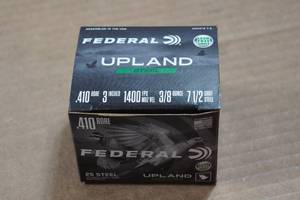 FEDERAL
UPLAND
STEEL
.410 BORE 3 INCHES 1400 FPS 3/8 OUNCE 7 1/2
.410 BORE
FEDERAL
25 STEEL
UPLAND